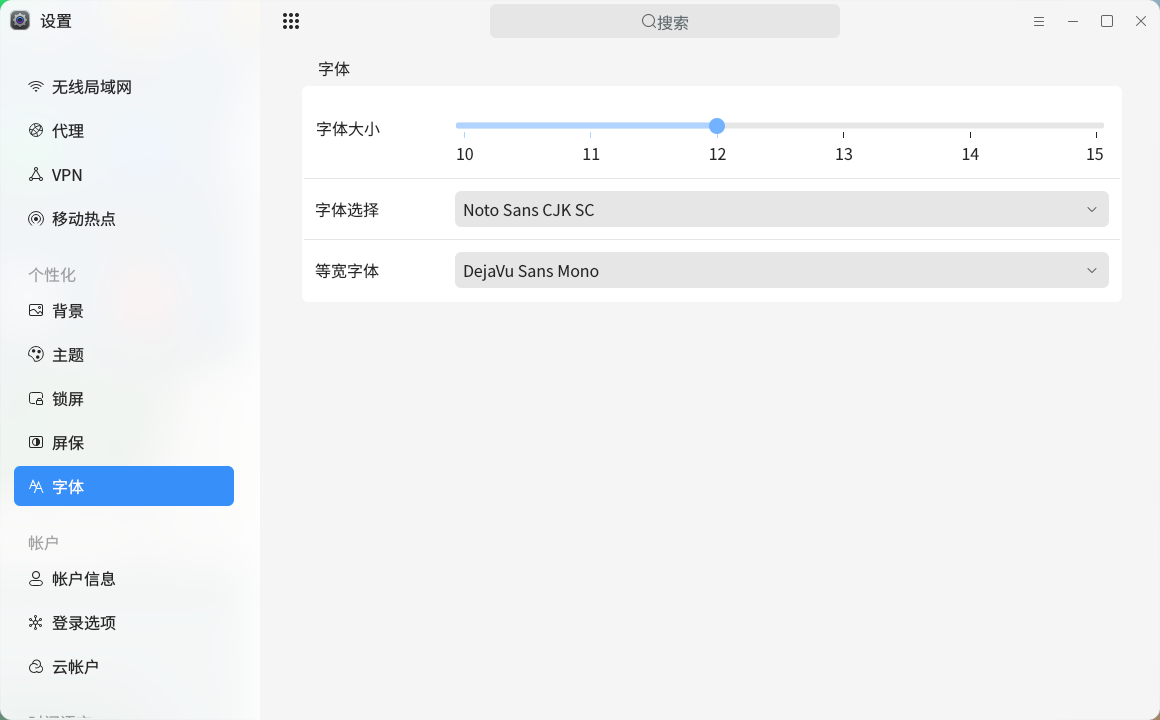 设置
搜索
无线局域网
代理
VPN
移动热点
个性化
背景
主题
锁屏
屏保
字体
帐户
帐户信息
登录选项
云帐户
字体
字体大小
10 11 12 13 14 15
字体选择 Noto Sans CJK SC
等宽字体 DejaVu Sans Mono